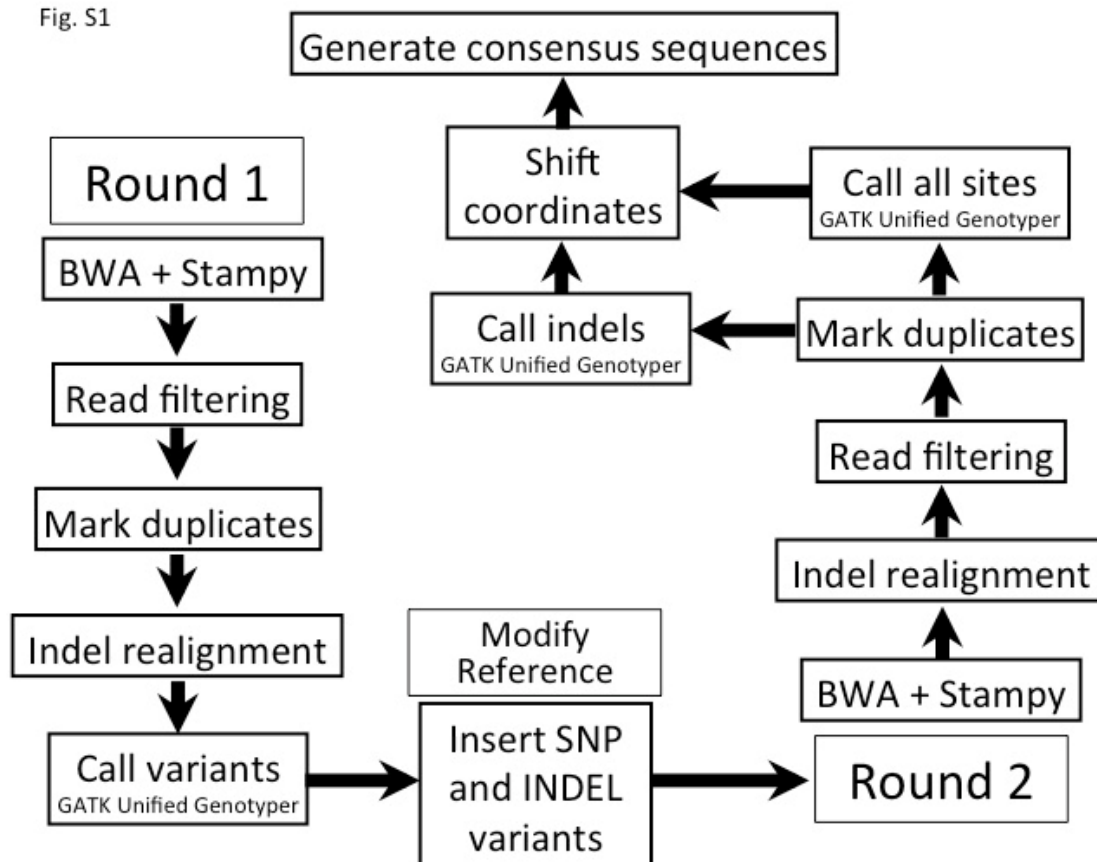 Fig. S1
Round 1
BWA + Stampy
Read filtering
Mark duplicates
Indel realignment
Call variants
GATK Unified Genotyper
Modify
Reference
Insert SNP
and INDEL
variants
Round 2
BWA + Stampy
Indel realignment
Read filtering
Mark duplicates
Call indels
GATK Unified Genotyper
Call all sites
GATK Unified Genotyper
Shift
coordinates
Generate consensus sequences